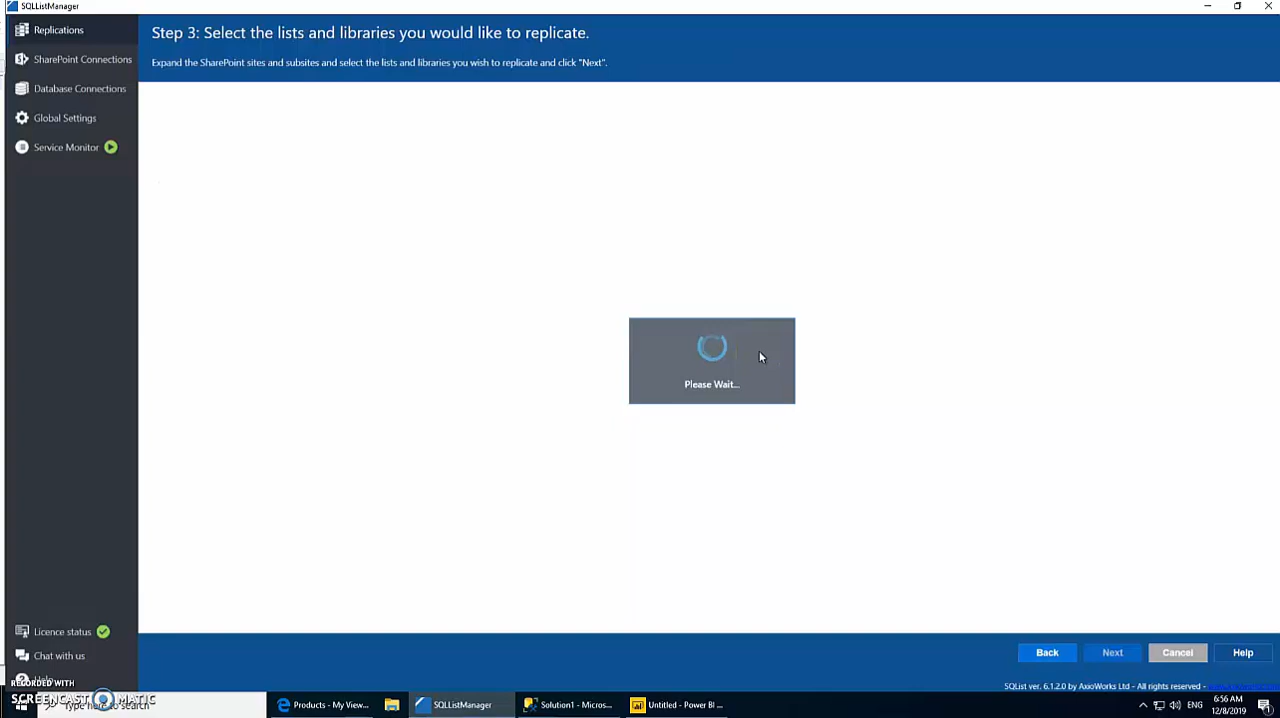 SQLListManager
Replications
SharePoint Connections
Database Connections
Global Settings
Service Monitor
Step 3: Select the lists and libraries you would like to replicate.
Expand the SharePoint sites and subsites and select the lists and libraries you wish to replicate and click "Next".
Please Wait...
Licence status
Chat with us
Help
RECORDED WITH
SCREENCAST MATIC
Back
Next
Cancel
Help
SQList ver. 6.1.2.0 by AxioWorks Ltd - All rights reserved -
Type here to search
Products - My View...
SQLListManager
Solution1 - Micros...
Untitled - Power BI ...
ENG
6:56 AM
12/8/2019
1